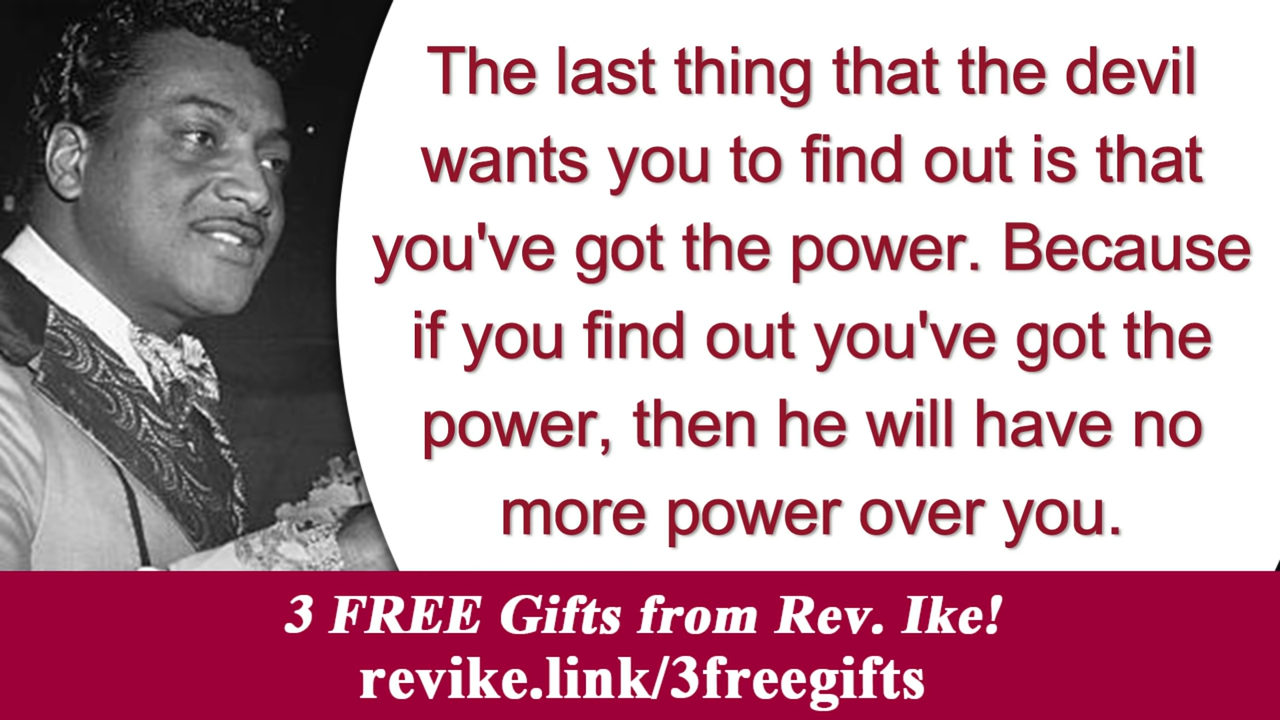 The last thing that the devil
wants you to find out is that
you've got the power. Because
if you find out you've got the
power, then he will have no
more power over you.
3 FREE Gifts from Rev. Ike!
revike.link/3freegifts